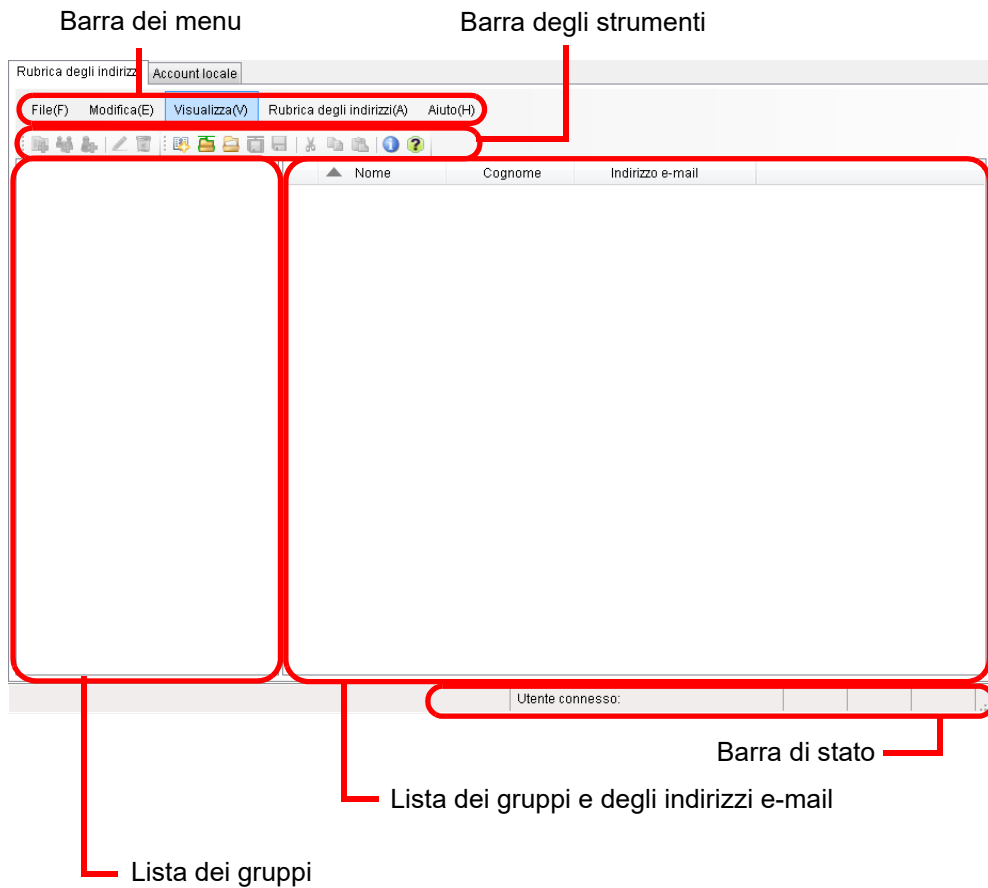 Barra dei menu
Barra degli strumenti
Rubrica degli indirizzi Account locale
File(F) Modifica(E) Visualizza(V) Rubrica degli indirizzi(A) Aiuto(H)
Nome Cognome Indirizzo e-mail
Utente connesso:
Barra di stato
Lista dei gruppi e degli indirizzi e-mail
Lista dei gruppi